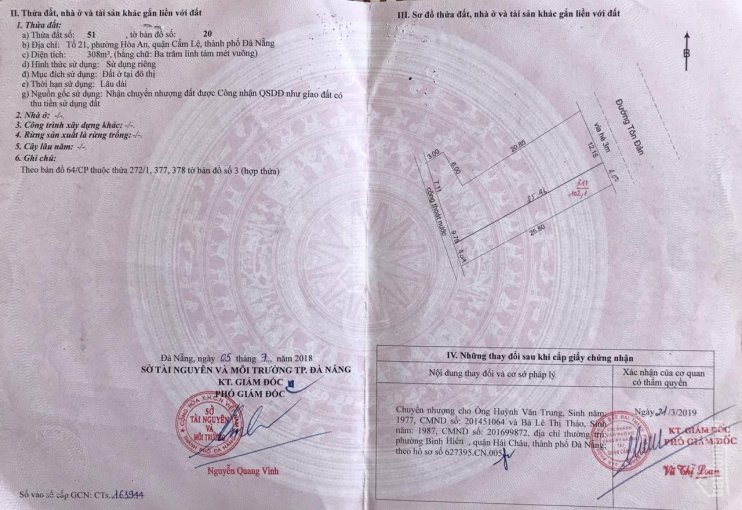 II. Thửa đất, nhà ở và tài sản khác gắn liền với đất
1. Thửa đất:
a) Thửa đất số: 51 , tờ bản đồ số: 20
b) Địa chỉ: Tổ 21, phường Hòa An, quận Cẩm Lệ, thành phố Đà Nẵng
c) Diện tích: 308m². (bằng chữ: Ba trăm linh tám mét vuông)
d) Hình thức sử dụng: Sử dụng riêng
đ) Mục đích sử dụng: Đất ở tại đô thị
e) Thời hạn sử dụng: Lâu dài
g) Nguồn gốc sử dụng: Nhận chuyển nhượng đất được Công nhận QSDĐ như giao đất có
thu tiền sử dụng đất
2. Nhà ở: -/-
3. Công trình xây dựng khác: -/-
4. Rừng sản xuất là rừng trồng: -/-
5. Cây lâu năm: -/-
6. Ghi chú:
Theo bản đồ 64/CP thuộc thửa 272/1, 377, 378 tờ bản đồ số 3 (hợp thửa)
Đà Nẵng, ngày 05 tháng 7 năm 2018
SỞ TÀI NGUYÊN VÀ MÔI TRƯỜNG TP. ĐÀ NẴNG
KT. GIÁM ĐỐC
PHÓ GIÁM ĐỐC
SỞ
TÀI NGUYÊN
VÀ
MÔI TRƯỜNG
Nguyễn Quang Vinh
Số vào sổ cấp GCN: CTs.163944
III. Sơ đồ thửa đất, nhà ở và tài sản khác gắn liền với đất
B
Đường Tôn Đản
vỉa hè 3m
3.00
6.00
20.80
12.15
4.03
7.11
cống thoát nước
9.78
25.80
IV. Những thay đổi sau khi cấp giấy chứng nhận
Nội dung thay đổi và cơ sở pháp lý
Xác nhận của cơ quan
có thẩm quyền
Chuyển nhượng cho Ông Huỳnh Văn Trung, Sinh năm
1977, CMND số: 201451064 và Bà Lê Thị Thảo, Sinh
năm: 1987, CMND số: 201699872, địa chỉ thường trú
phường Bình Hiên , quận Hải Châu, thành phố Đà Nẵng,
theo hồ sơ số 627395.CN.005
Ngày 21/3/2019
KT. GIÁM ĐỐC
PHÓ GIÁM ĐỐC
Vũ Thị Loan